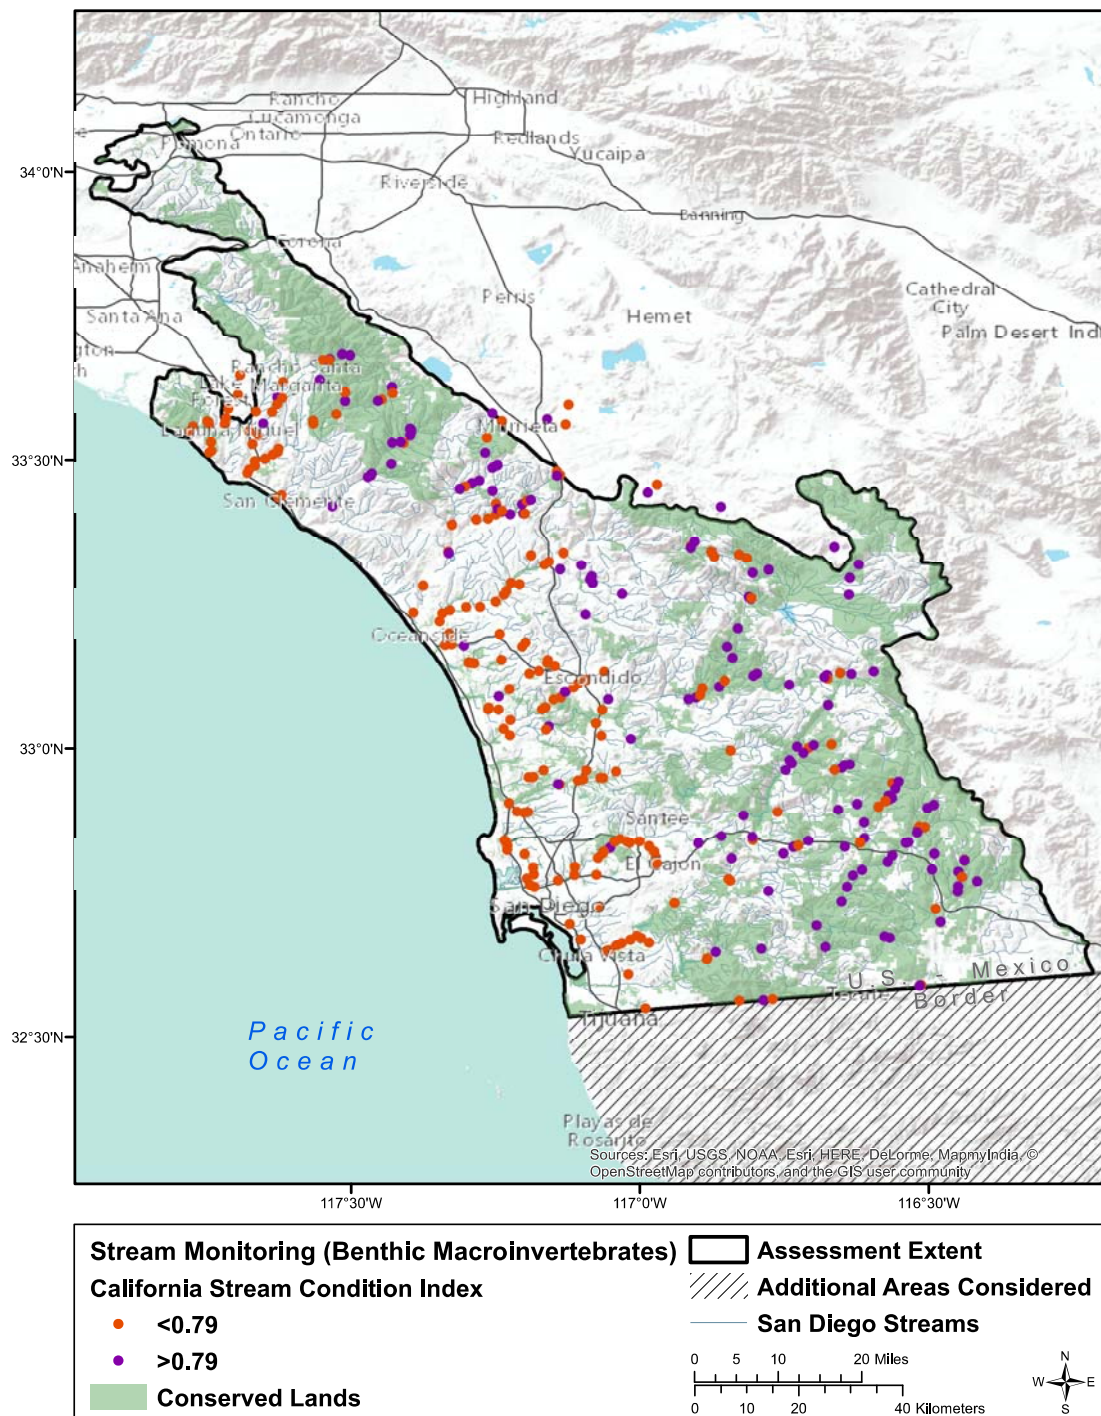 Rancho
Cucamonga
Highland
Pomona
Ontario
Redlands
Yucaipa
34°0'N
Riverside
Banning
Corona
Anaheim
Perris
Hemet
Cathedral
City
Santa Ana
Palm Desert Ind
Rancho Santa
Margarita
Lake
Forest
Laguna Niguel
Murrieta
33°30'N
San Clemente
Oceanside
Escondido
33°0'N
Santee
El Cajon
San Diego
Chula Vista
U.S. - Mexico
Border
Tecate
Tijuana
32°30'N
Pacific
Ocean
Playas de
Rosarito
Sources: Esri, USGS, NOAA, Esri, HERE, DeLorme, MapmyIndia, ©
OpenStreetMap contributors, and the GIS user community
117°30'W
117°0'W
116°30'W
Stream Monitoring (Benthic Macroinvertebrates)
California Stream Condition Index
<0.79
>0.79
Conserved Lands
Assessment Extent
Additional Areas Considered
San Diego Streams
0 5 10 20 Miles
0 10 20 40 Kilometers
N
W E
S